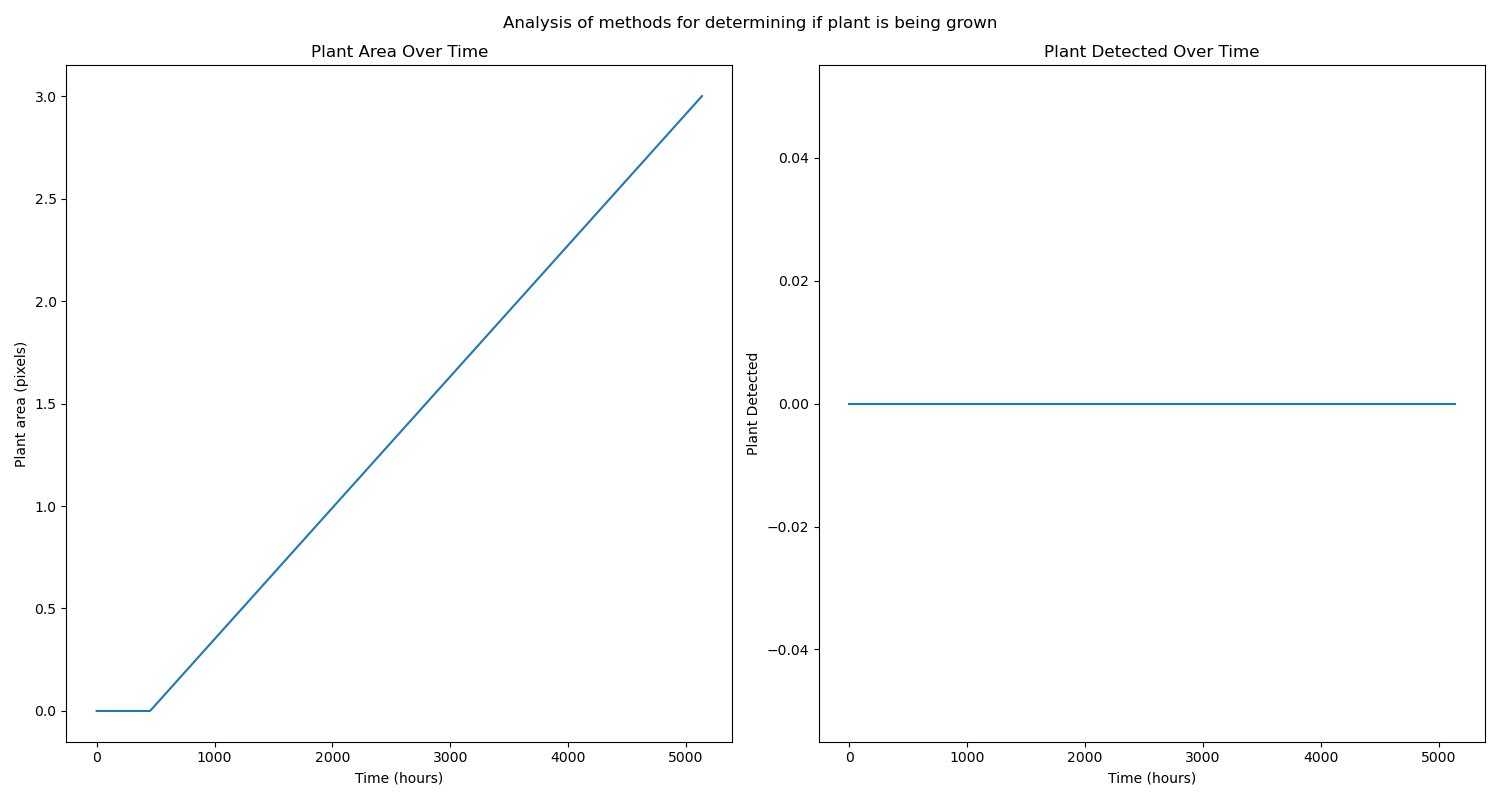 Analysis of methods for determining if plant is being grown
Plant Area Over Time
3.0
2.5
2.0
1.5
1.0
0.5
0.0
Plant area (pixels)
0 1000 2000 3000 4000 5000
Time (hours)
Plant Detected Over Time
0.04
0.02
0.00
−0.02
−0.04
Plant Detected
0 1000 2000 3000 4000 5000
Time (hours)